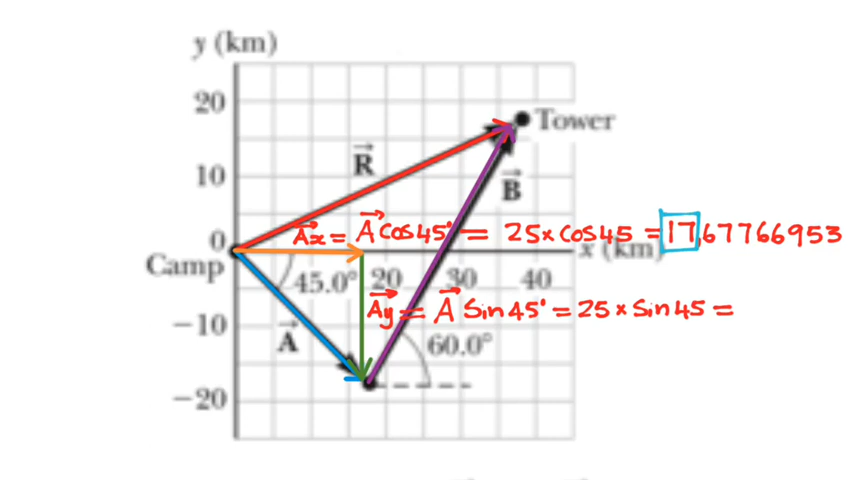 y (km)
20
Tower
R
10
B
Ax = A Cos45° = 25×Cos45 = 17,67766953
0
x (km)
Camp
45.0° 20 30 40
Ay = A Sin45° = 25×Sin45 =
−10
A
60.0°
−20